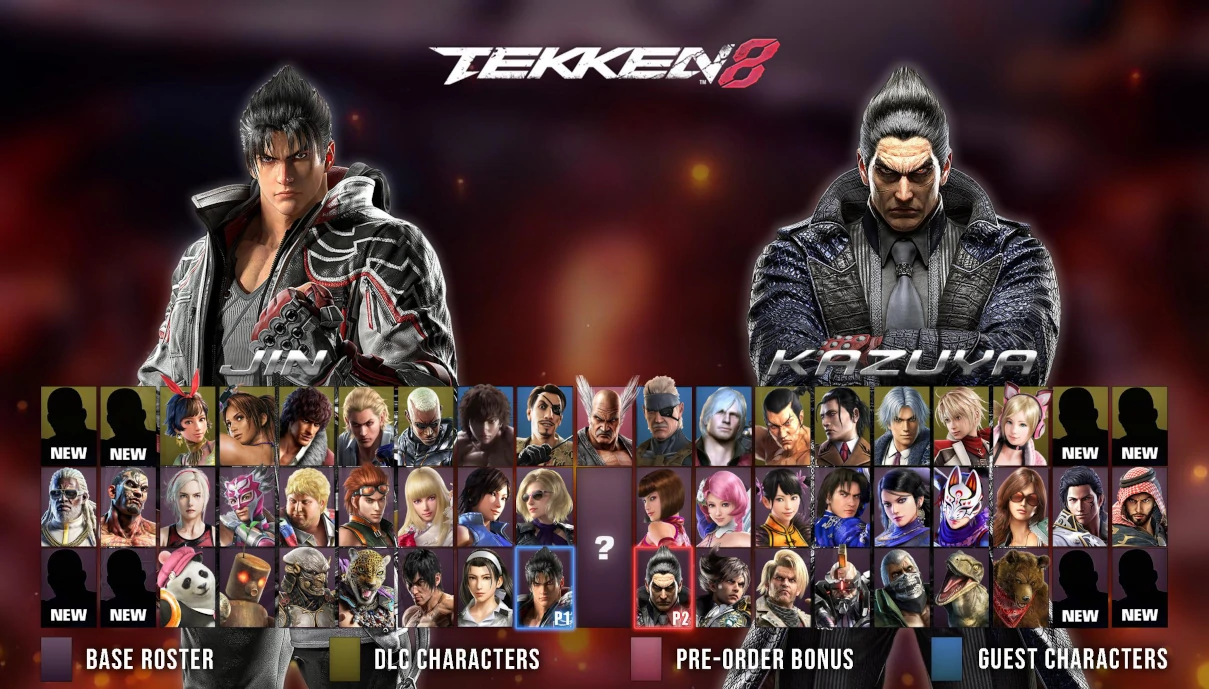 TEKKEN 8
TM
JIN
KAZUYA
NEW NEW NEW NEW
?
NEW NEW P1 P2 NEW NEW
BASE ROSTER DLC CHARACTERS PRE-ORDER BONUS GUEST CHARACTERS